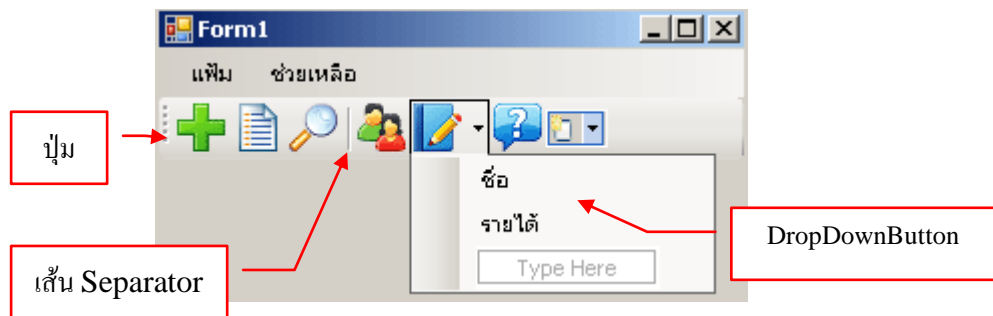 Form1
แฟ้ม ช่วยเหลือ
ปุ่ม
ชื่อ
รายได้
DropDownButton
Type Here
เส้น Separator